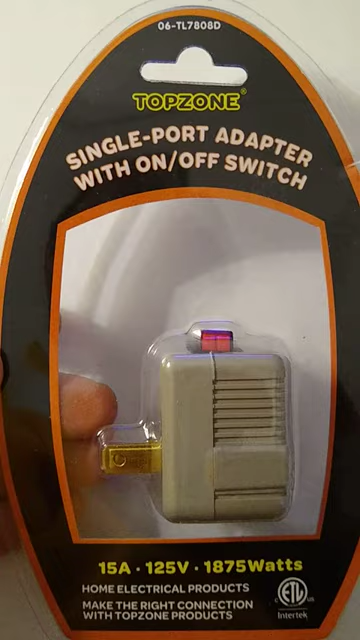 06-TL7808D
TOPZONE®
SINGLE-PORT ADAPTER
WITH ON/OFF SWITCH
15A · 125V · 1875Watts
HOME ELECTRICAL PRODUCTS
MAKE THE RIGHT CONNECTION
WITH TOPZONE PRODUCTS
C ETL US
Intertek